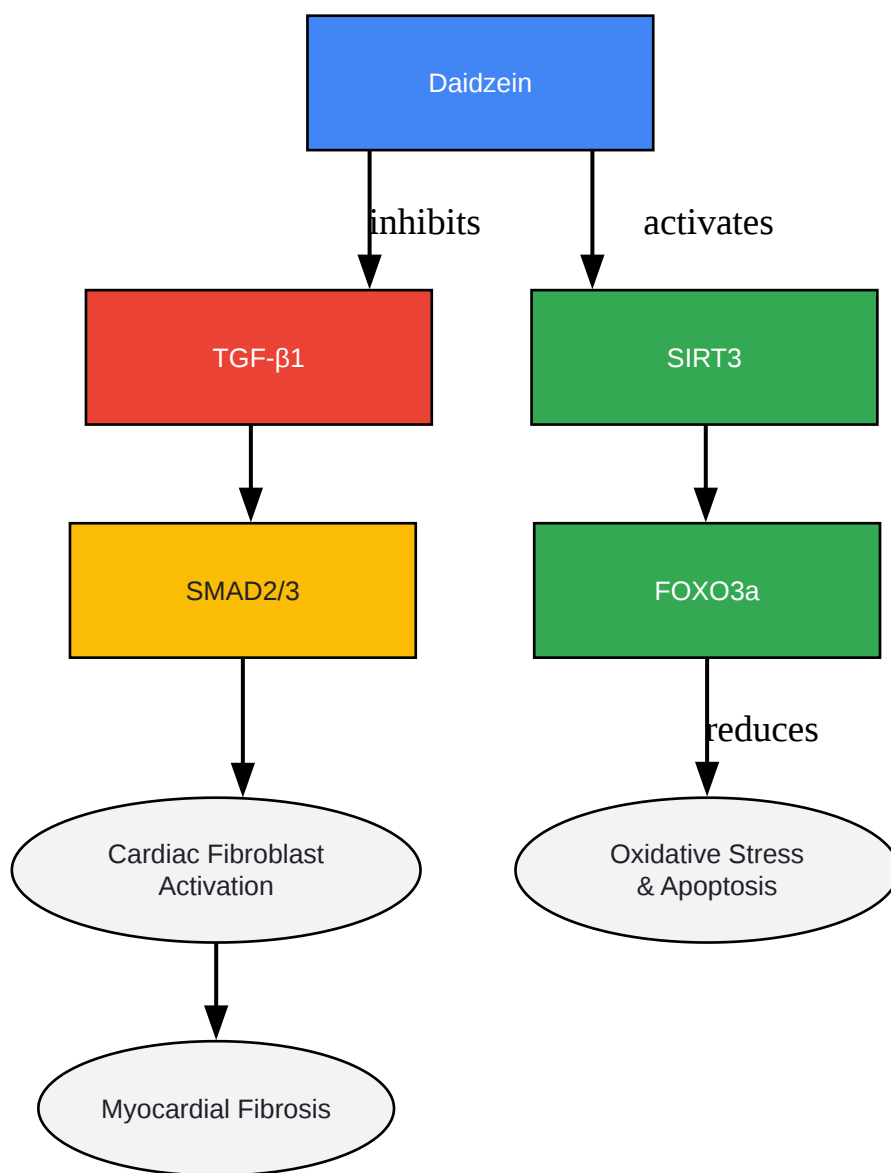 Daidzein
inhibits
activates
TGF-β1
SIRT3
SMAD2/3
FOXO3a
reduces
Cardiac Fibroblast
Activation
Oxidative Stress
& Apoptosis
Myocardial Fibrosis